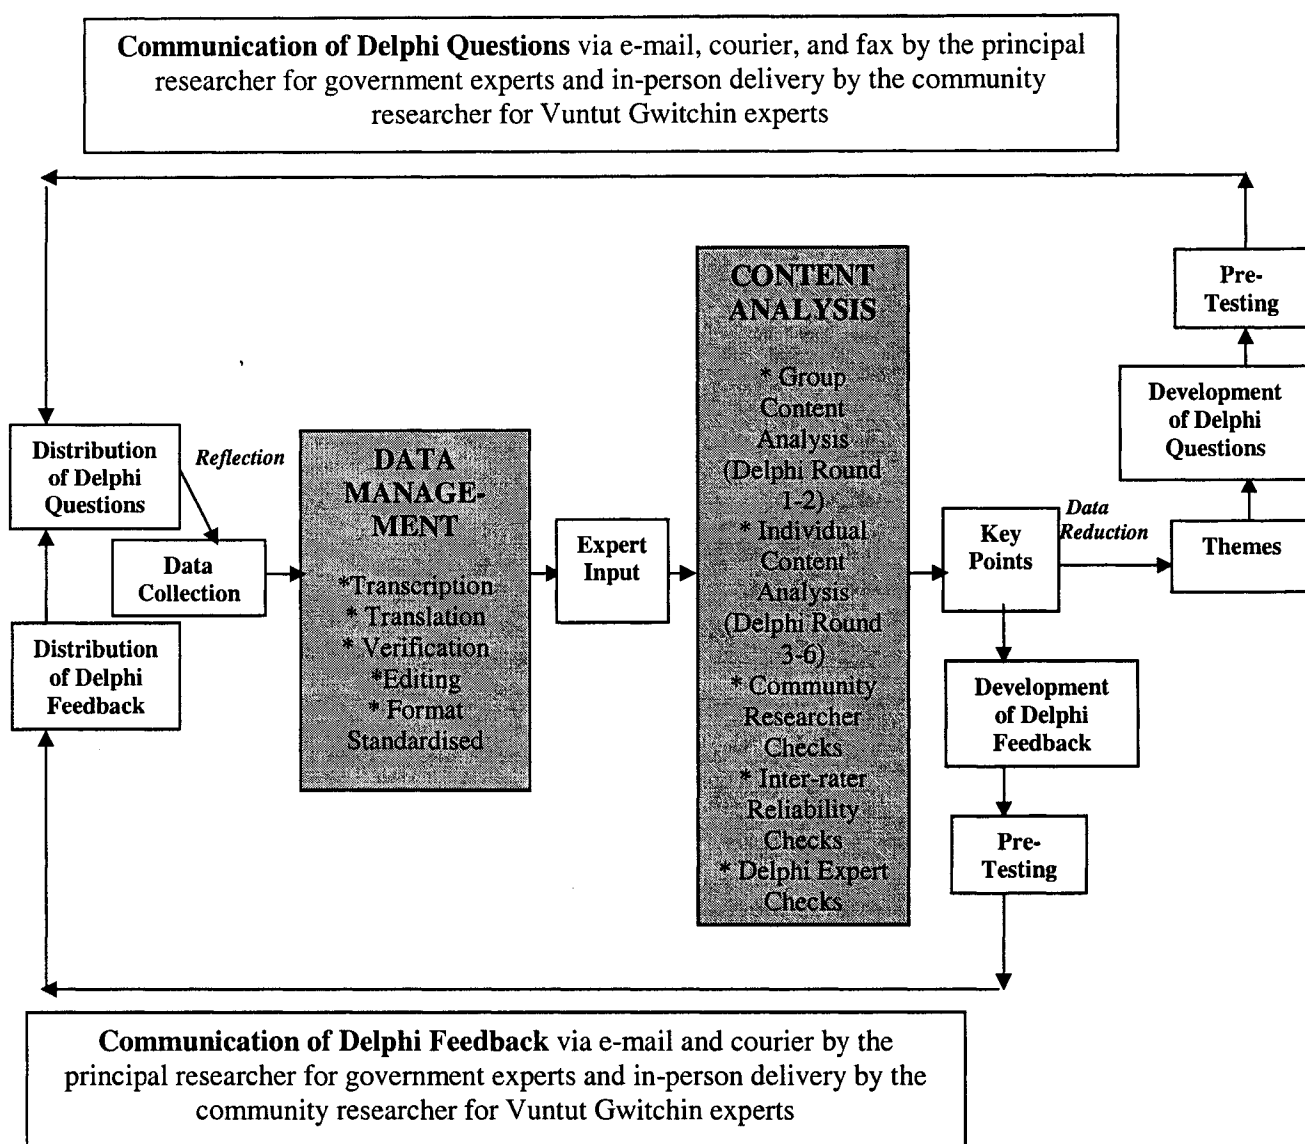 Communication of Delphi Questions via e-mail, courier, and fax by the principal
researcher for government experts and in-person delivery by the community
researcher for Vuntut Gwitchin experts
Pre-
Testing
Development
of Delphi
Questions
Distribution
of Delphi
Questions
Reflection
Data
Collection
Distribution
of Delphi
Feedback
DATA
MANAGE-
MENT
*Transcription
* Translation
* Verification
*Editing
* Format
Standardised
Expert
Input
CONTENT
ANALYSIS
* Group
Content
Analysis
(Delphi Round
1-2)
* Individual
Content
Analysis
(Delphi Round
3-6)
* Community
Researcher
Checks
* Inter-rater
Reliability
Checks
* Delphi Expert
Checks
Key
Points
Data
Reduction
Themes
Development
of Delphi
Feedback
Pre-
Testing
Communication of Delphi Feedback via e-mail and courier by the
principal researcher for government experts and in-person delivery by the
community researcher for Vuntut Gwitchin experts